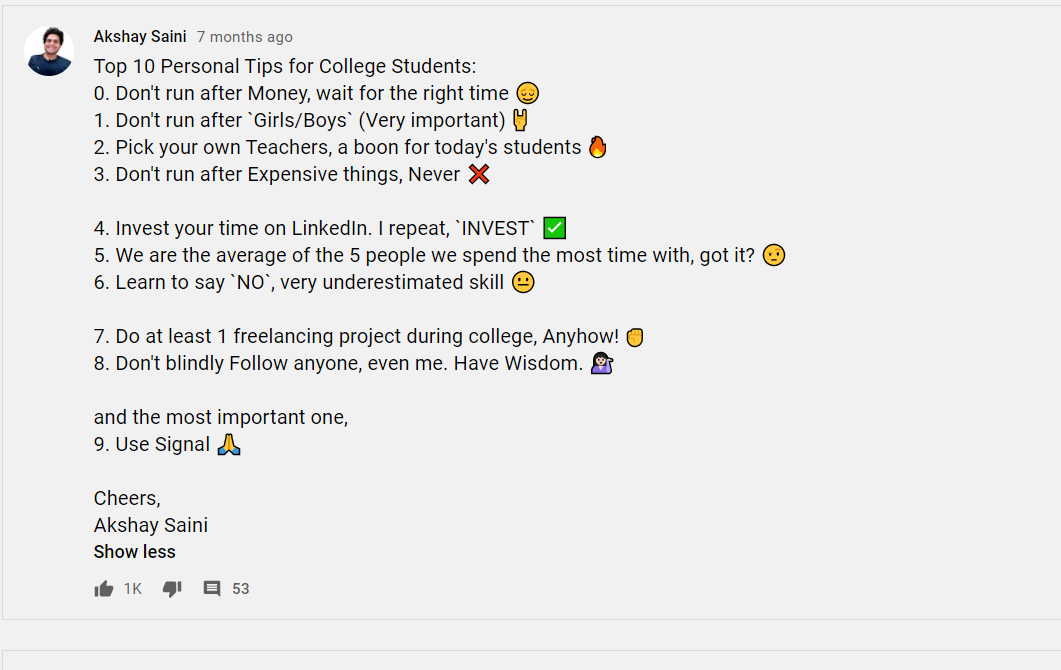 Akshay Saini 7 months ago
Top 10 Personal Tips for College Students:
0. Don't run after Money, wait for the right time 😌
1. Don't run after `Girls/Boys` (Very important) 🤘
2. Pick your own Teachers, a boon for today's students 🔥
3. Don't run after Expensive things, Never ❌
4. Invest your time on LinkedIn. I repeat, `INVEST` ✅
5. We are the average of the 5 people we spend the most time with, got it? 🤨
6. Learn to say `NO`, very underestimated skill 😐
7. Do at least 1 freelancing project during college, Anyhow! ✊
8. Don't blindly Follow anyone, even me. Have Wisdom. 💁🏻‍♀️
and the most important one,
9. Use Signal 🙏
Cheers,
Akshay Saini
Show less
1K 53